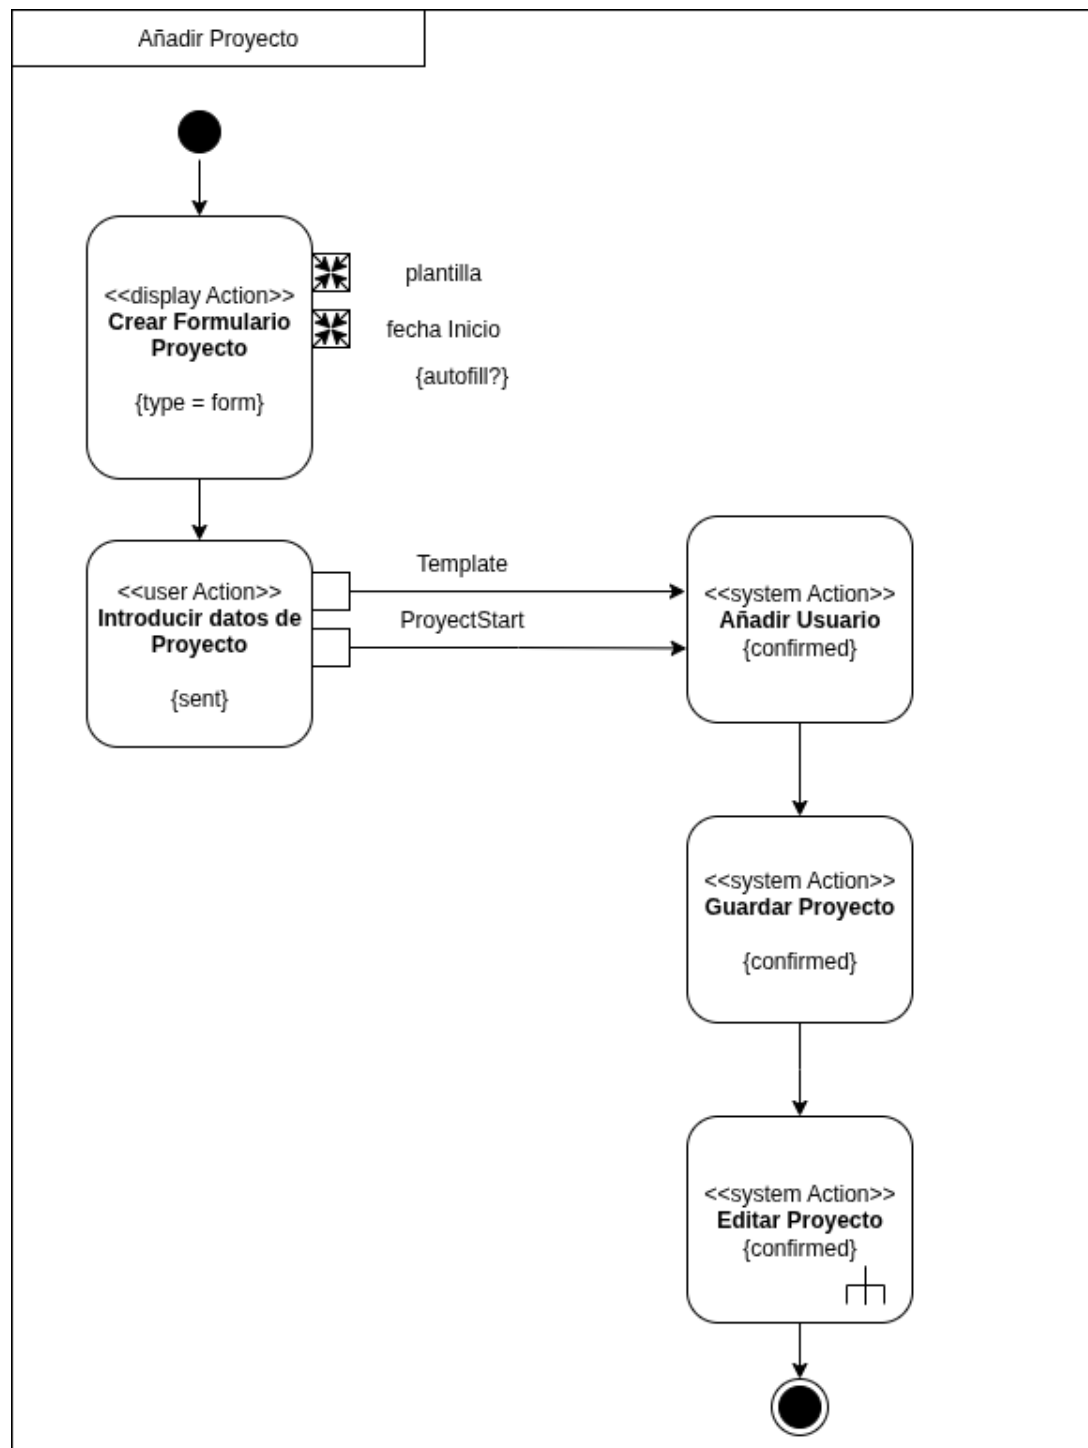 Añadir Proyecto
<<display Action>>
Crear Formulario
Proyecto
{type = form}
plantilla
fecha Inicio
{autofill?}
<<user Action>>
Introducir datos de
Proyecto
{sent}
Template
ProyectStart
<<system Action>>
Añadir Usuario
{confirmed}
<<system Action>>
Guardar Proyecto
{confirmed}
<<system Action>>
Editar Proyecto
{confirmed}